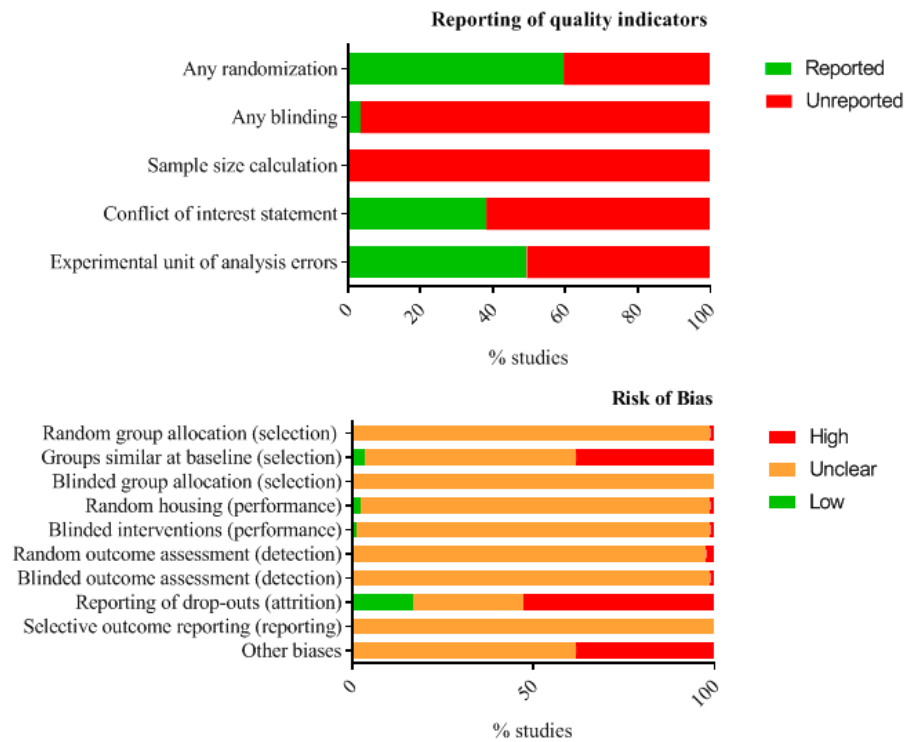 Reporting of quality indicators
Any randomization
Any blinding
Sample size calculation
Conflict of interest statement
Experimental unit of analysis errors
Reported
Unreported
0 20 40 60 80 100
% studies
Risk of Bias
Random group allocation (selection)
Groups similar at baseline (selection)
Blinded group allocation (selection)
Random housing (performance)
Blinded interventions (performance)
Random outcome assessment (detection)
Blinded outcome assessment (detection)
Reporting of drop-outs (attrition)
Selective outcome reporting (reporting)
Other biases
High
Unclear
Low
0 50 100
% studies